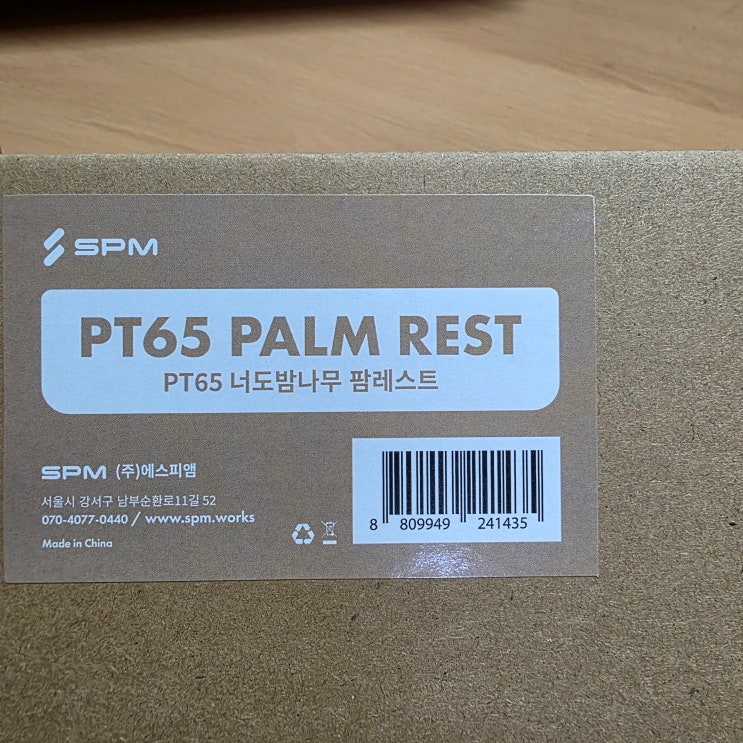 SPM
PT65 PALM REST
PT65 너도밤나무 팜레스트
SPM (주)에스피앰
서울시 강서구 남부순환로11길 52
070-4077-0440 / www.spm.works
Made in China
8 809949 241435